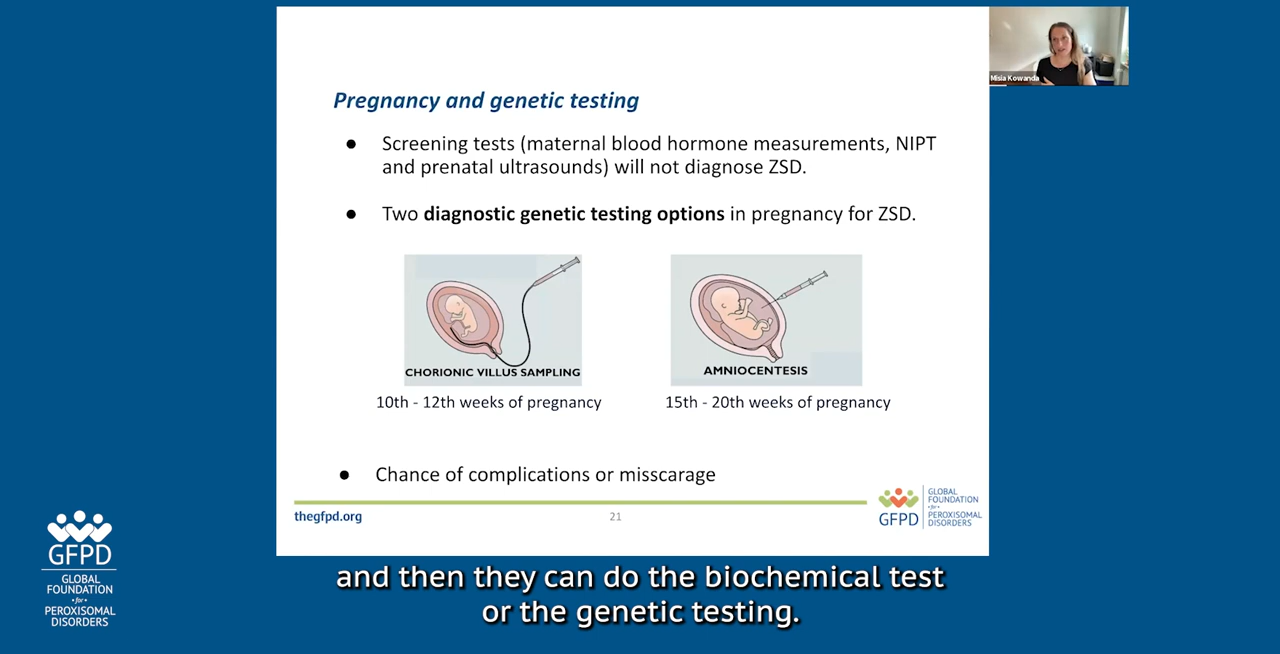 Misia Kowanda
Pregnancy and genetic testing
● Screening tests (maternal blood hormone measurements, NIPT
and prenatal ultrasounds) will not diagnose ZSD.
● Two diagnostic genetic testing options in pregnancy for ZSD.
CHORIONIC VILLUS SAMPLING
10th - 12th weeks of pregnancy
AMNIOCENTESIS
15th - 20th weeks of pregnancy
● Chance of complications or misscarage
thegfpd.org
21
GFPD
GLOBAL
FOUNDATION
for
PEROXISOMAL
DISORDERS
GFPD
GLOBAL
FOUNDATION
for
PEROXISOMAL
DISORDERS
and then they can do the biochemical test
or the genetic testing.